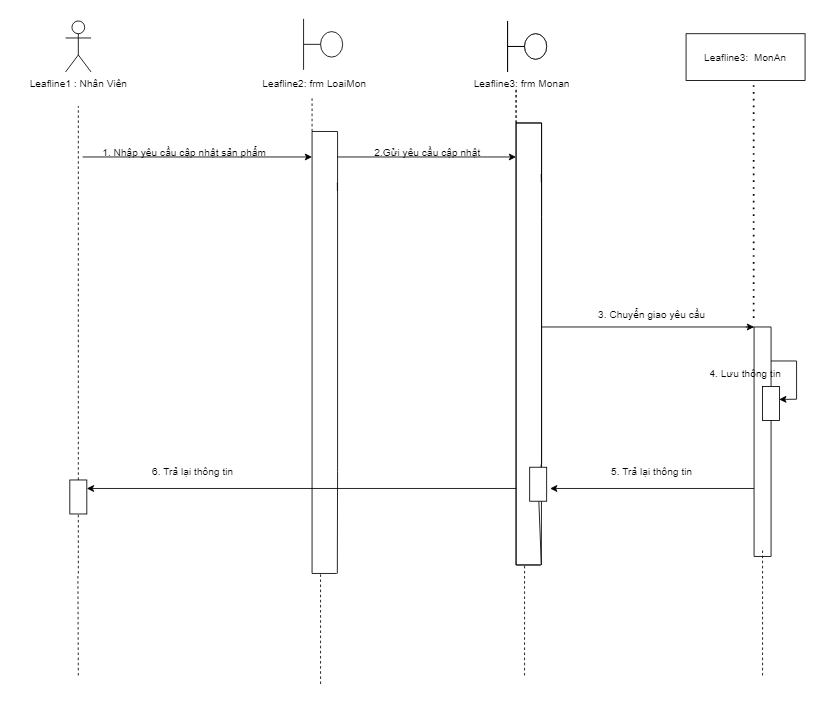 Leafline1 : Nhân Viên
Leafline2: frm LoaiMon
Leafline3: frm Monan
Leafline3: MonAn
1. Nhập yêu cầu cập nhật sản phẩm
2.Gửi yêu cầu cập nhật
3. Chuyển giao yêu cầu
4. Lưu thông tin
6. Trả lại thông tin
5. Trả lại thông tin